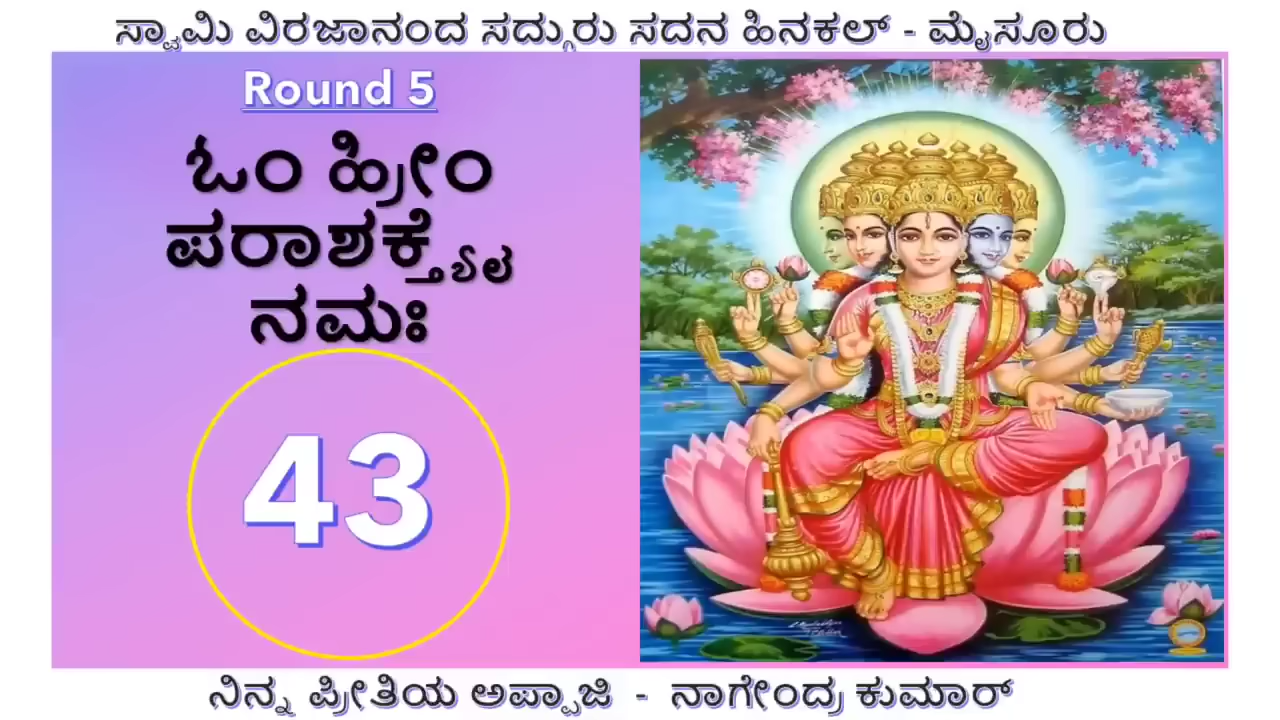 ಸ್ವಾಮಿ ವಿರಜಾನಂದ ಸದ್ಗುರು ಸದನ ಹಿನಕಲ್ - ಮೈಸೂರು
Round 5
ಓಂ ಹ್ರೀಂ
ಪರಾಶಕ್ತ್ಯೈ
ನಮಃ
43
ನಿನ್ನ ಪ್ರೀತಿಯ ಅಪ್ಪಾಜಿ - ನಾಗೇಂದ್ರ ಕುಮಾರ್